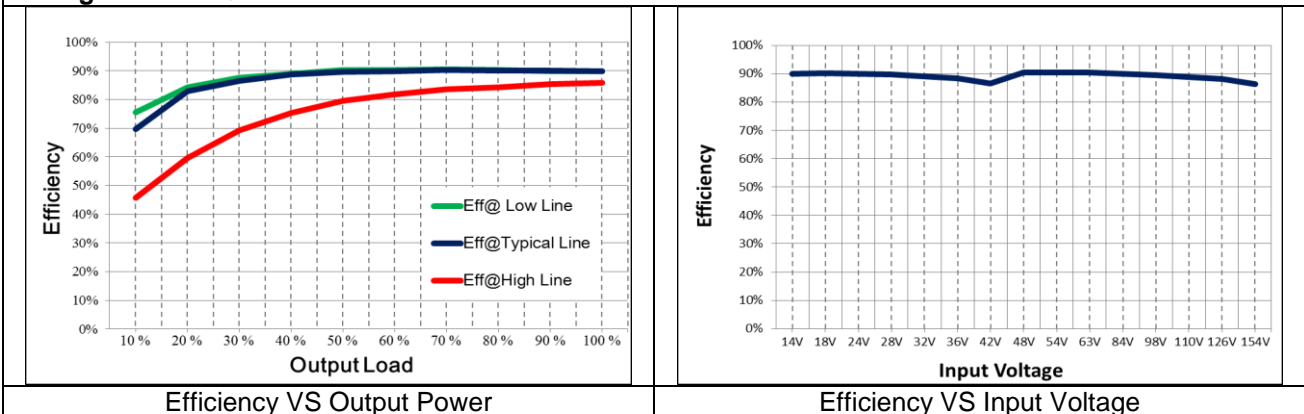 100%
90%
80%
70%
60%
50%
40%
30%
20%
10%
0%
Efficiency
10 % 20 % 30 % 40 % 50 % 60 % 70 % 80 % 90 % 100 %
Output Load
Eff@ Low Line
Eff@Typical Line
Eff@High Line
Efficiency VS Output Power
100%
90%
80%
70%
60%
50%
40%
30%
20%
10%
0%
Efficiency
14V 18V 24V 28V 32V 36V 42V 48V 54V 63V 84V 98V 110V 126V 154V
Input Voltage
Efficiency VS Input Voltage